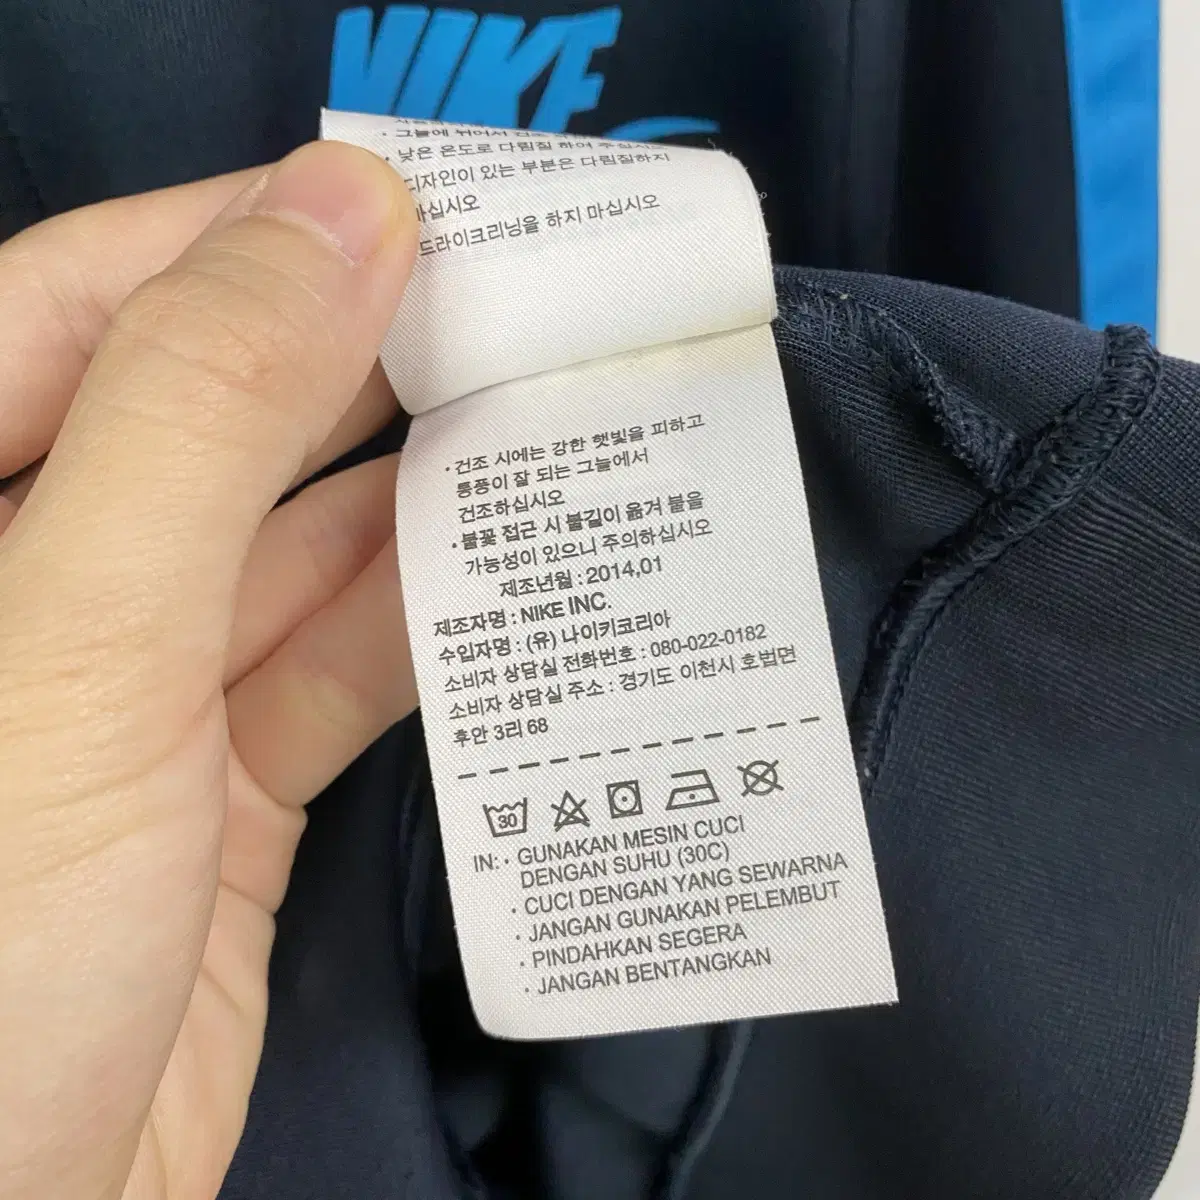 NIKE
· 그늘에 뉘어서 건조
· 낮은 온도로 다림질 하여 주십시오
디자인이 있는 부분은 다림질하지
마십시오
드라이크리닝을 하지 마십시오
· 건조 시에는 강한 햇빛을 피하고
통풍이 잘 되는 그늘에서
건조하십시오
· 불꽃 접근 시 불길이 옮겨 붙을
가능성이 있으니 주의하십시오
제조년월 : 2014,01
제조자명 : NIKE INC.
수입자명 : (유) 나이키코리아
소비자 상담실 전화번호 : 080-022-0182
소비자 상담실 주소 : 경기도 이천시 호법면
후안 3리 68
30
IN: · GUNAKAN MESIN CUCI
DENGAN SUHU (30C)
· CUCI DENGAN YANG SEWARNA
· JANGAN GUNAKAN PELEMBUT
· PINDAHKAN SEGERA
· JANGAN BENTANGKAN